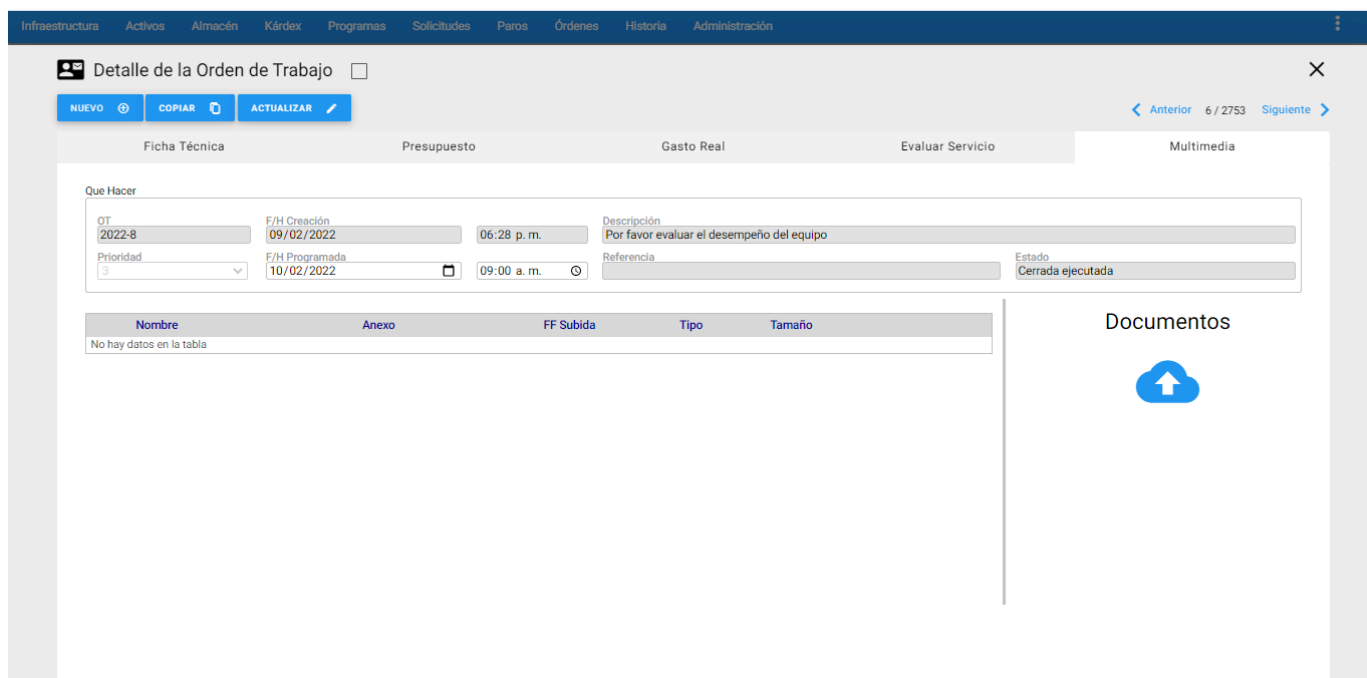 Infraestructura Activos Almacén Kárdex Programas Solicitudes Paros Órdenes Historia Administración
Detalle de la Orden de Trabajo
NUEVO COPIAR ACTUALIZAR
Anterior 6 / 2753 Siguiente
Ficha Técnica Presupuesto Gasto Real Evaluar Servicio Multimedia
Que Hacer
OT F/H Creación Descripción
2022-8 09/02/2022 06:28 p. m. Por favor evaluar el desempeño del equipo
Prioridad F/H Programada Referencia Estado
3 10/02/2022 09:00 a. m. Cerrada ejecutada
Nombre Anexo FF Subida Tipo Tamaño
No hay datos en la tabla
Documentos